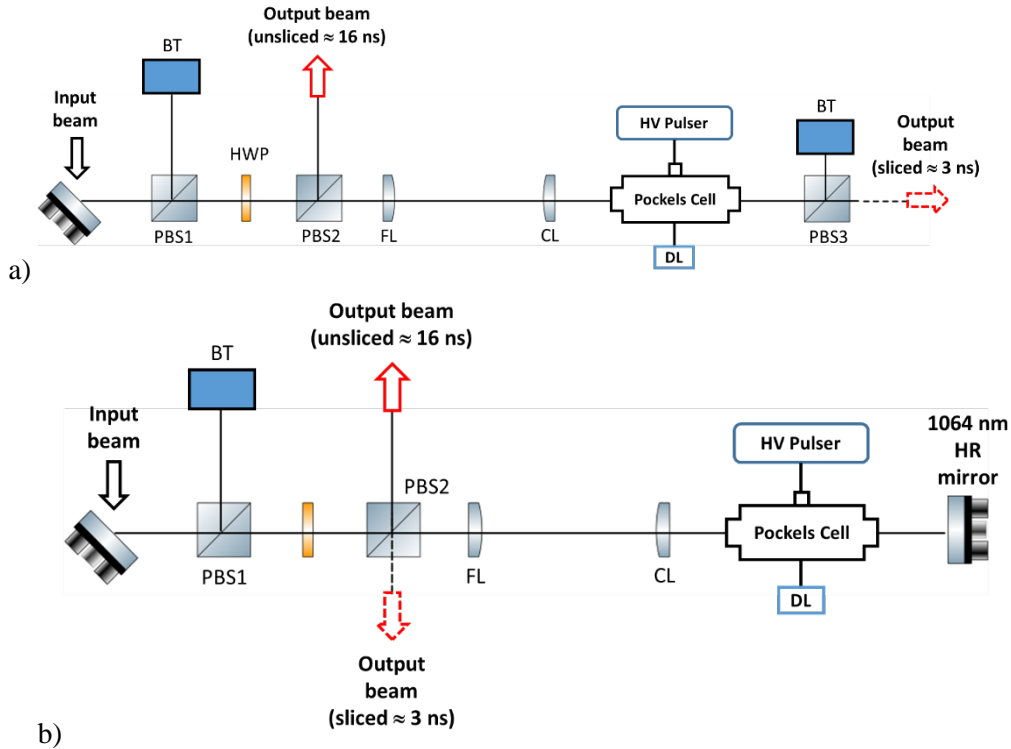 Output beam
(unsliced ≈ 16 ns)
BT
Input
beam
HWP
HV Pulser
BT
Output
beam
(sliced ≈ 3 ns)
Pockels Cell
PBS1
PBS2
FL
CL
DL
PBS3
a)
Output beam
(unsliced ≈ 16 ns)
BT
Input
beam
1064 nm
HR
mirror
HV Pulser
PBS2
Pockels Cell
PBS1
FL
CL
DL
Output
beam
(sliced ≈ 3 ns)
b)